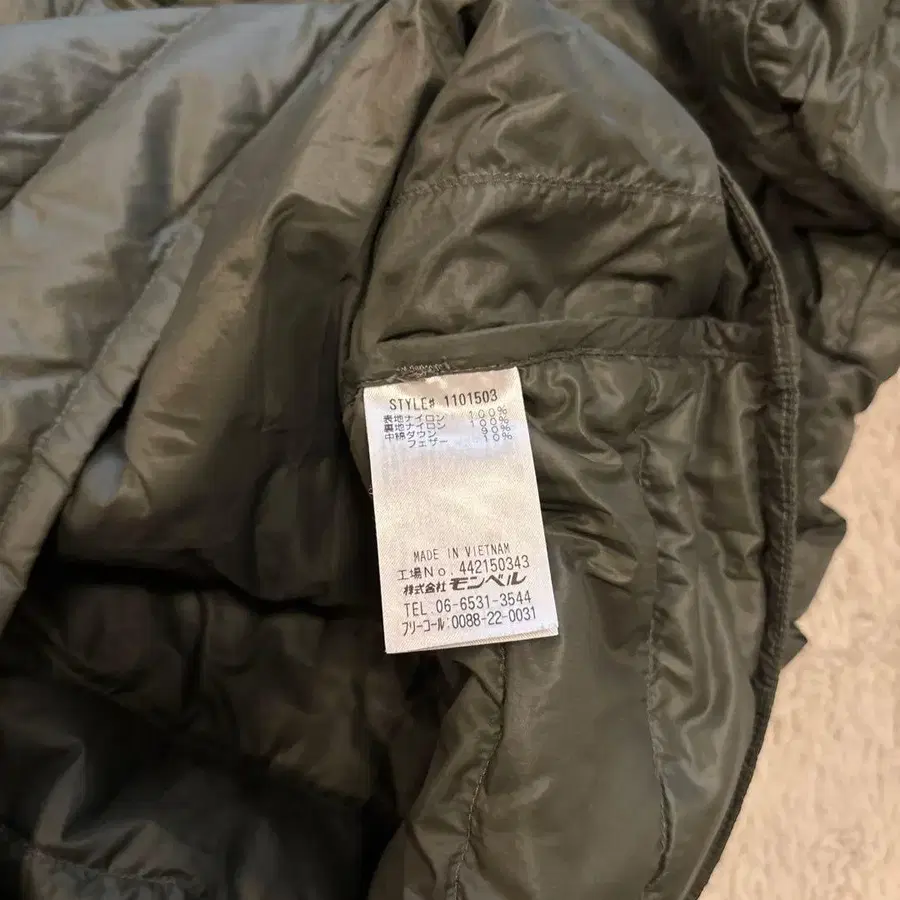 STYLE# 1101503
表地ナイロン 100%
裏地ナイロン 100%
中綿ダウン 90%
フェザー 10%
MADE IN VIETNAM
工場No. 442150343
株式会社 モンベル
TEL 06-6531-3544
フリーコール:0088-22-0031